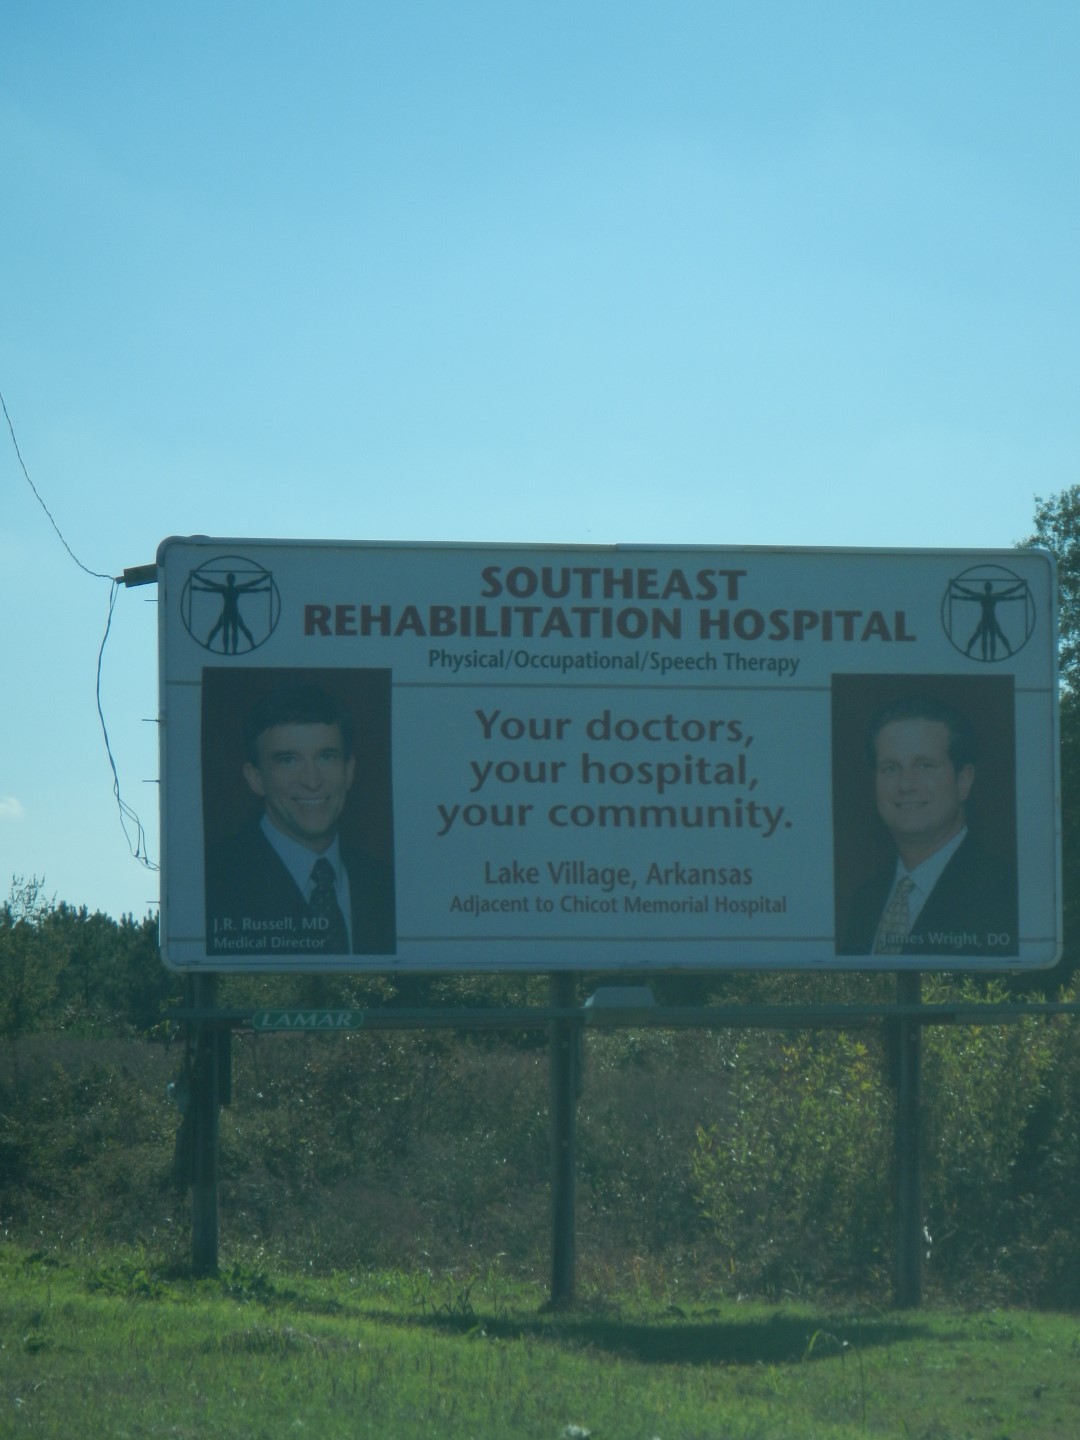 SOUTHEAST
REHABILITATION HOSPITAL
Physical/Occupational/Speech Therapy
Your doctors,
your hospital,
your community.
Lake Village, Arkansas
Adjacent to Chicot Memorial Hospital
J.R. Russell, MD
Medical Director
James Wright, DO
LAMAR